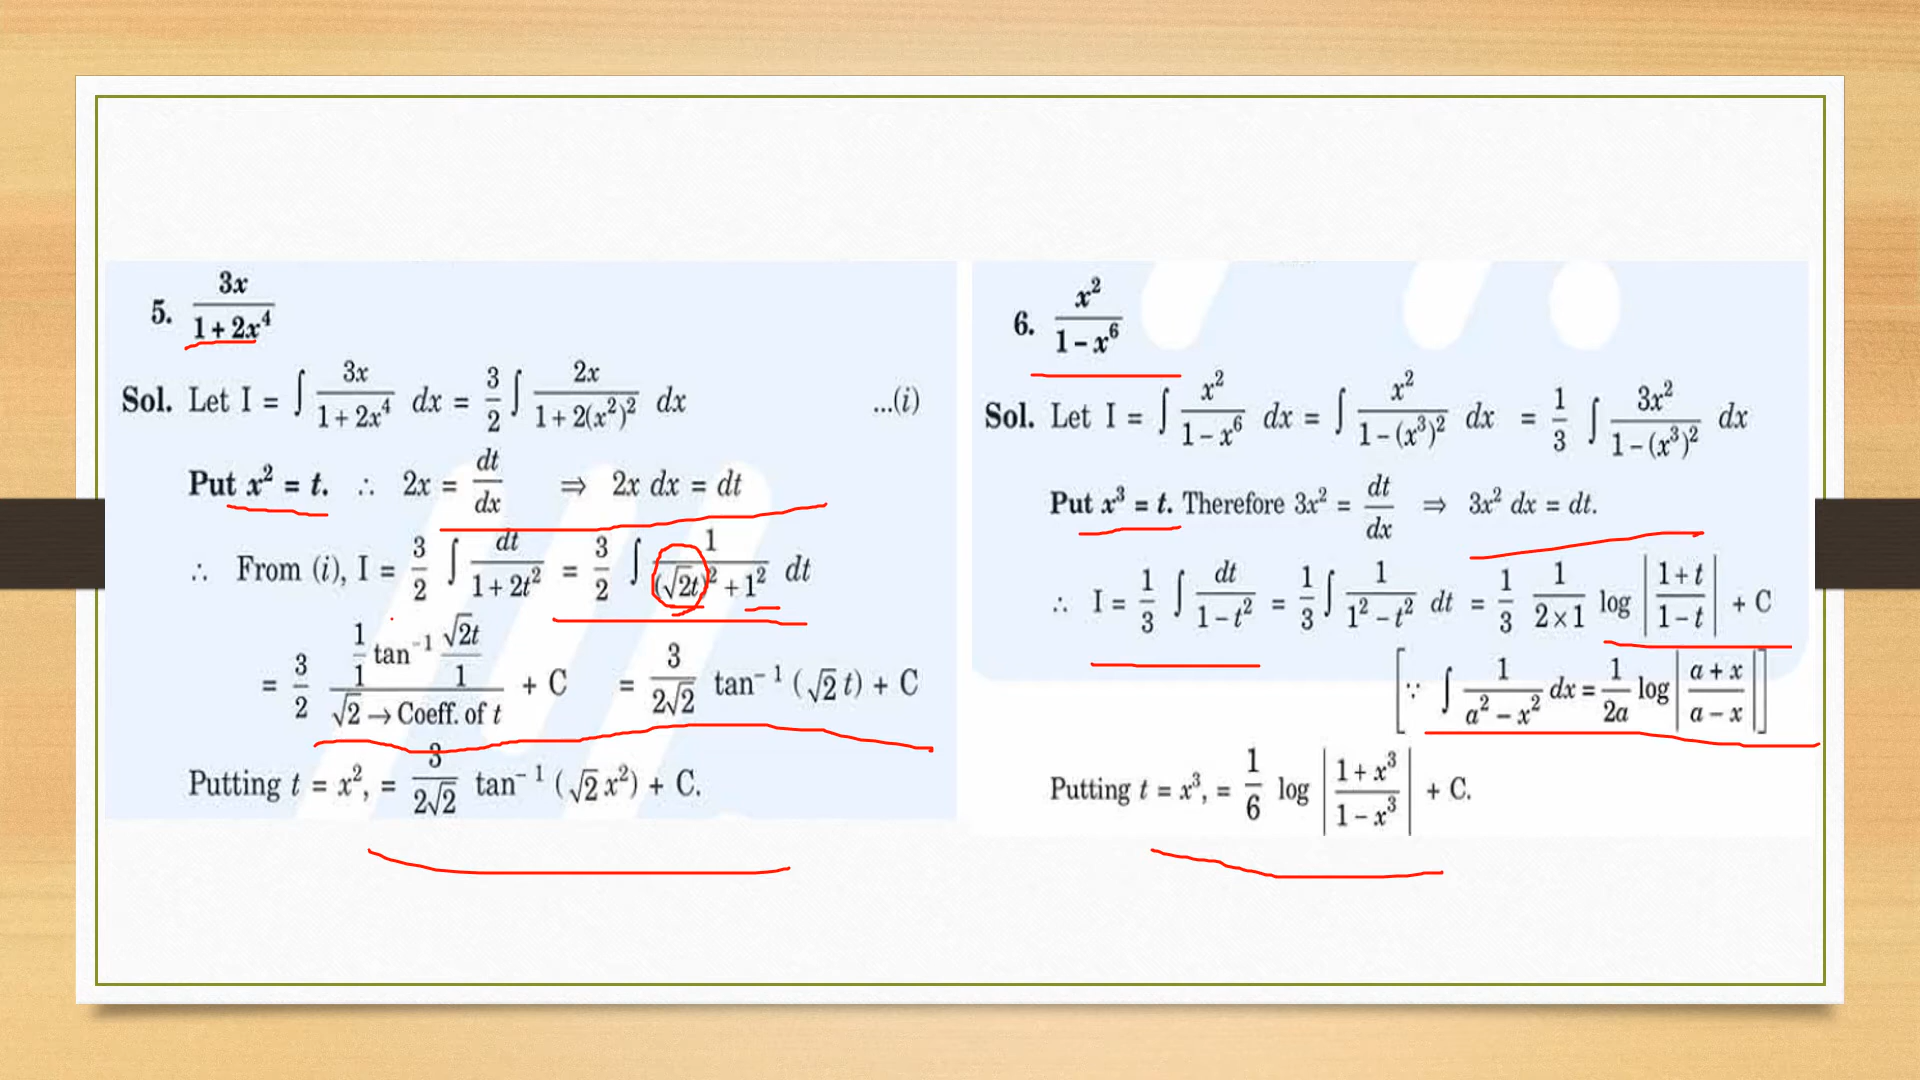 5. 3x / 1 + 2x⁴
Sol. Let I = ∫ 3x / 1 + 2x⁴ dx = 3/2 ∫ 2x / 1 + 2(x²)² dx ...(i)
Put x² = t. ∴ 2x = dt/dx ⇒ 2x dx = dt
∴ From (i), I = 3/2 ∫ dt / 1 + 2t² = 3/2 ∫ 1 / (√2t)² + 1² dt
= 3/2 1/1 tan⁻¹ √2t/1 / √2 → Coeff. of t + C = 3/2√2 tan⁻¹ (√2 t) + C
Putting t = x², = 3/2√2 tan⁻¹ (√2 x²) + C.
6. x² / 1 – x⁶
Sol. Let I = ∫ x² / 1 – x⁶ dx = ∫ x² / 1 – (x³)² dx = 1/3 ∫ 3x² / 1 – (x³)² dx
Put x³ = t. Therefore 3x² = dt/dx ⇒ 3x² dx = dt.
∴ I = 1/3 ∫ dt / 1 – t² = 1/3 ∫ 1 / 1² – t² dt = 1/3 1/2×1 log |1 + t / 1 – t| + C
[∵ ∫ 1 / a² – x² dx = 1/2a log |a + x / a – x|]
Putting t = x³, = 1/6 log |1 + x³ / 1 – x³| + C.